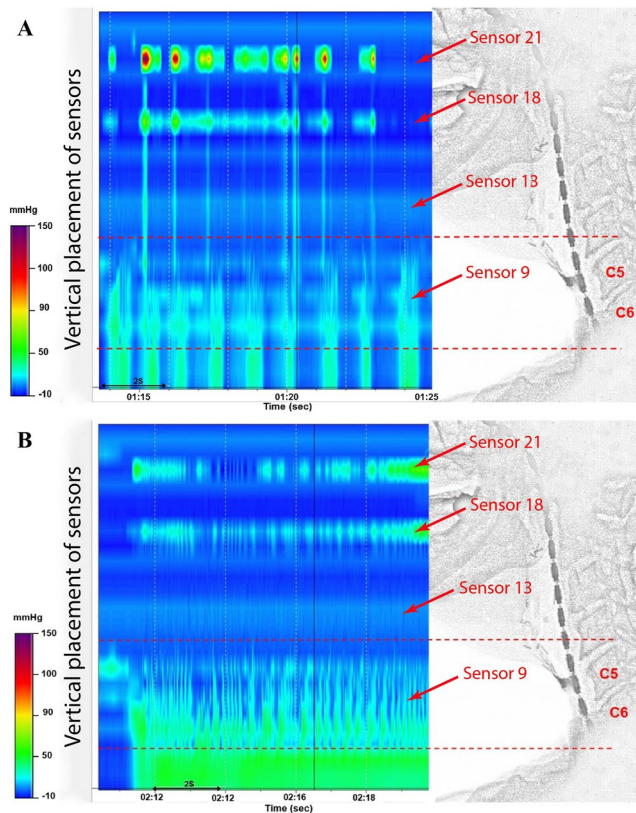 A
Vertical placement of sensors
mmHg
150
100
90
50
-10
Sensor 21
Sensor 18
Sensor 13
Sensor 9
C5
C6
2S
01:15
01:20
01:25
Time (sec)
B
Vertical placement of sensors
mmHg
150
100
90
50
-10
Sensor 21
Sensor 18
Sensor 13
Sensor 9
C5
C6
2S
02:12
02:12
02:16
02:18
Time (sec)